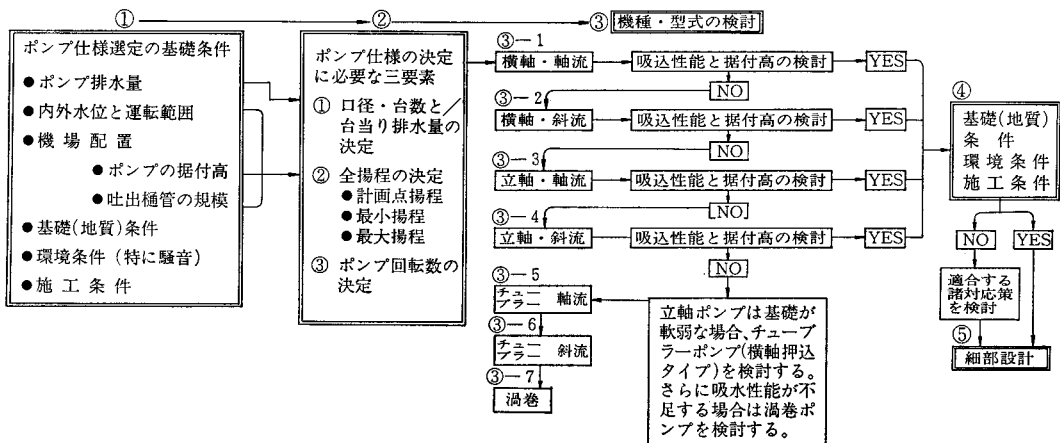 ①
②
③ 機種・型式の検討
ポンプ仕様選定の基礎条件
●ポンプ排水量
●内外水位と運転範囲
●機場配置
●ポンプの据付高
●吐出樋管の規模
●基礎(地質)条件
●環境条件(特に騒音)
●施工条件
ポンプ仕様の決定
に必要な三要素
① 口径・台数と/
台当り排水量の
決定
② 全揚程の決定
●計画点揚程
●最小揚程
●最大揚程
③ ポンプ回転数の
決定
③−1
横軸・軸流
吸込性能と据付高の検討
YES
NO
③−2
横軸・斜流
吸込性能と据付高の検討
YES
NO
③−3
立軸・軸流
吸込性能と据付高の検討
YES
NO
③−4
立軸・斜流
吸込性能と据付高の検討
YES
NO
③−5
チュー
ブラー 軸流
③−6
チュー
ブラー 斜流
③−7
渦巻
立軸ポンプは基礎が
軟弱な場合、チューブ
ラーポンプ(横軸押込
タイプ)を検討する。
さらに吸水性能が不
足する場合は渦巻ポ
ンプを検討する。
④
基礎(地質)
条件
環境条件
施工条件
NO
YES
適合する
諸対応策
を検討
⑤
細部設計